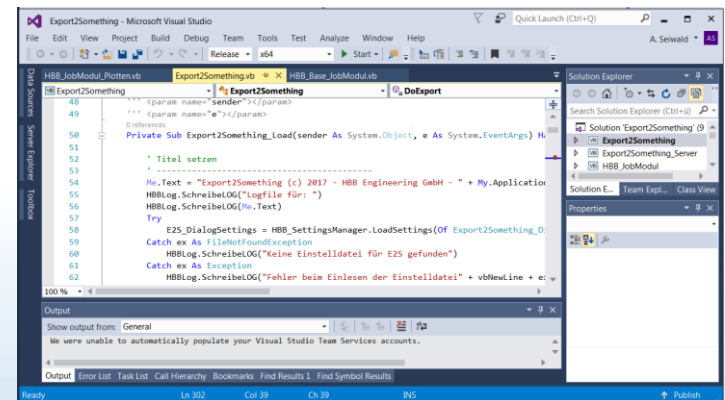 Export2Something - Microsoft Visual Studio
Quick Launch (Ctrl+Q)
File Edit View Project Build Debug Team Tools Test Analyze Window Help
A. Seiwald AS
Release x64 Start
Data Sources
Server Explorer
Toolbox
HBB_JobModul_Plotten.vb Export2Something.vb HBB_Base_JobModul.vb
Export2Something Export2Something DoExport
48 ''' <param name="sender"></param>
49 ''' <param name="e"></param>
0 references
50 Private Sub Export2Something_Load(sender As System.Object, e As System.EventArgs) Ha
51
52 ' Titel setzen
53 ' --------------------------------------------------
54 Me.Text = "Export2Something (c) 2017 - HBB Engineering GmbH - " + My.Application
55 HBBLog.SchreibeLOG("Logfile für: ")
56 HBBLog.SchreibeLOG(Me.Text)
57 Try
58 E2S_DialogSettings = HBB_SettingsManager.LoadSettings(Of Export2Something_D
59 Catch ex As FileNotFoundException
60 HBBLog.SchreibeLOG("Keine Einstelldatei für E2S gefunden")
61 Catch ex As Exception
62 HBBLog.SchreibeLOG("Fehler beim Einlesen der Einstelldatei" + vbNewLine + e
100 %
Solution Explorer
Search Solution Explorer (Ctrl+ü)
Solution 'Export2Something' (9
Export2Something
Export2Something_Server
HBB_JobModul
Solution E... Team Expl... Class View
Properties
Output
Show output from: General
We were unable to automatically populate your Visual Studio Team Services accounts.
Output Error List Task List Call Hierarchy Bookmarks Find Results 1 Find Symbol Results
Ready Ln 302 Col 39 Ch 39 INS Publish